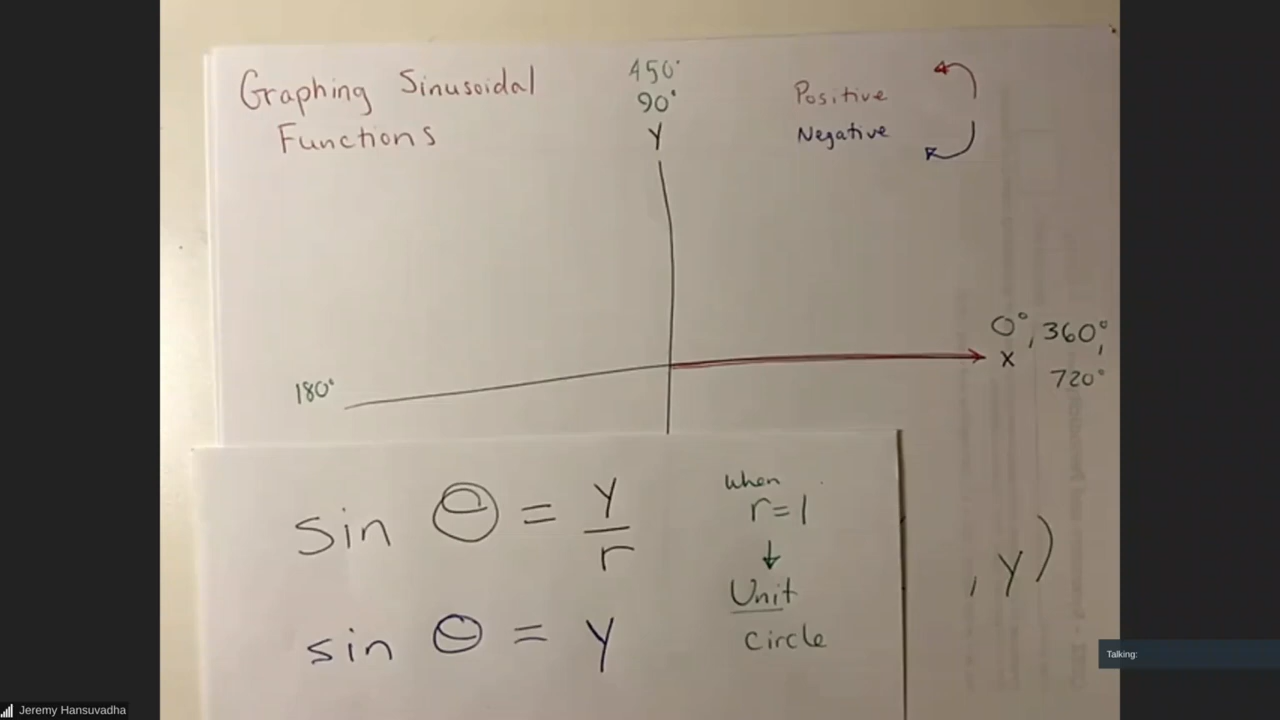 Graphing Sinusoidal
Functions
450°
90°
Y
Positive
Negative
0°, 360°,
X
720°
180°
sin Θ = y/r
when
r=1
↓
Unit
circle
sin Θ = y
, y)
Talking:
Jeremy Hansuvadha